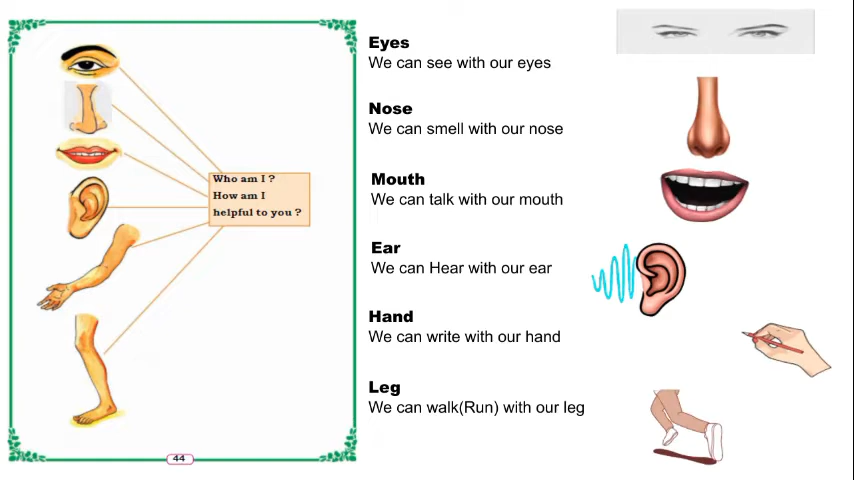 Who am I ?
How am I
helpful to you ?
44
Eyes
We can see with our eyes
Nose
We can smell with our nose
Mouth
We can talk with our mouth
Ear
We can Hear with our ear
Hand
We can write with our hand
Leg
We can walk(Run) with our leg